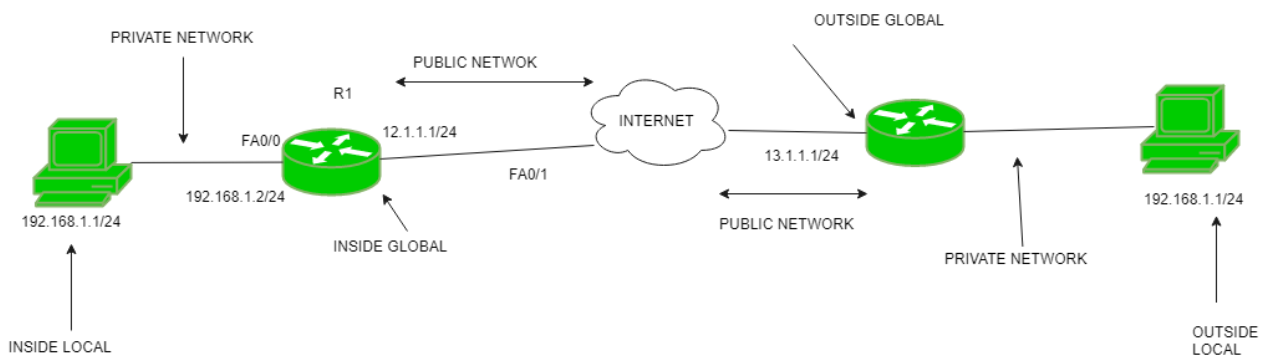 OUTSIDE GLOBAL
PRIVATE NETWORK
PUBLIC NETWOK
R1
INTERNET
12.1.1.1/24
FA0/0
13.1.1.1/24
FA0/1
192.168.1.2/24
192.168.1.1/24
192.168.1.1/24
PUBLIC NETWORK
INSIDE GLOBAL
PRIVATE NETWORK
INSIDE LOCAL
OUTSIDE
LOCAL